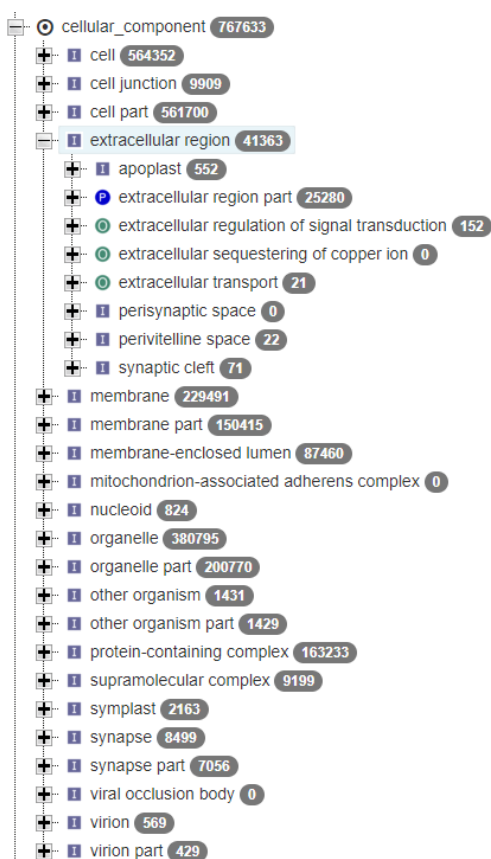 cellular_component 767633
I cell 564352
I cell junction 9909
I cell part 561700
I extracellular region 41363
I apoplast 552
P extracellular region part 25280
O extracellular regulation of signal transduction 152
O extracellular sequestering of copper ion 0
O extracellular transport 21
I perisynaptic space 0
I perivitelline space 22
I synaptic cleft 71
I membrane 229491
I membrane part 150415
I membrane-enclosed lumen 87460
I mitochondrion-associated adherens complex 0
I nucleoid 824
I organelle 380795
I organelle part 200770
I other organism 1431
I other organism part 1429
I protein-containing complex 163233
I supramolecular complex 9199
I symplast 2163
I synapse 8499
I synapse part 7056
I viral occlusion body 0
I virion 569
I virion part 429